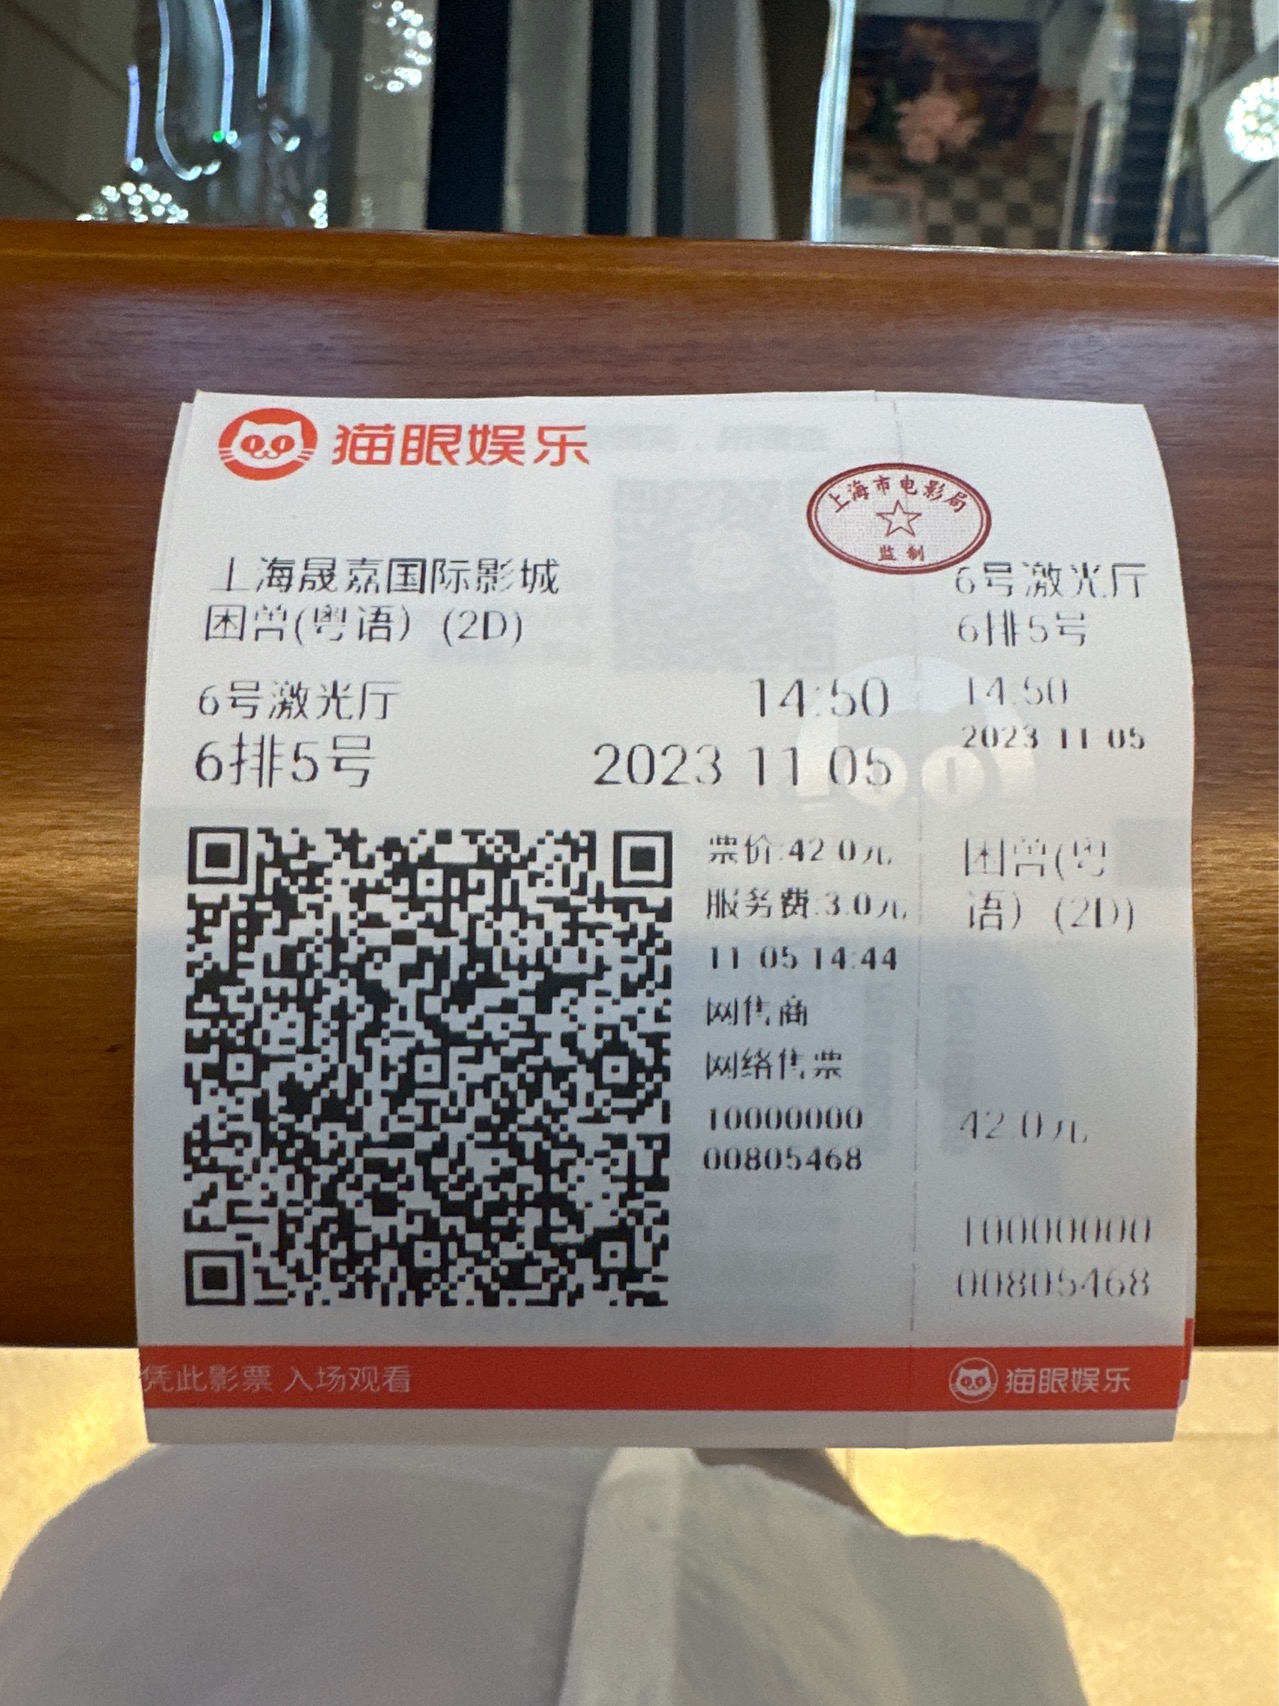 猫眼娱乐
上海市电影局
监制
上海晟嘉国际影城
困兽(粤语) (2D)
6号激光厅
14:50
6排5号
2023 11 05
票价:42.0元
服务费:3.0元
11 05 14:44
网售商
网络售票
10000000
00805468
6号激光厅
6排5号
14:50
2023 11 05
困兽(粤
语) (2D)
42.0元
10000000
00805468
凭此影票 入场观看
猫眼娱乐